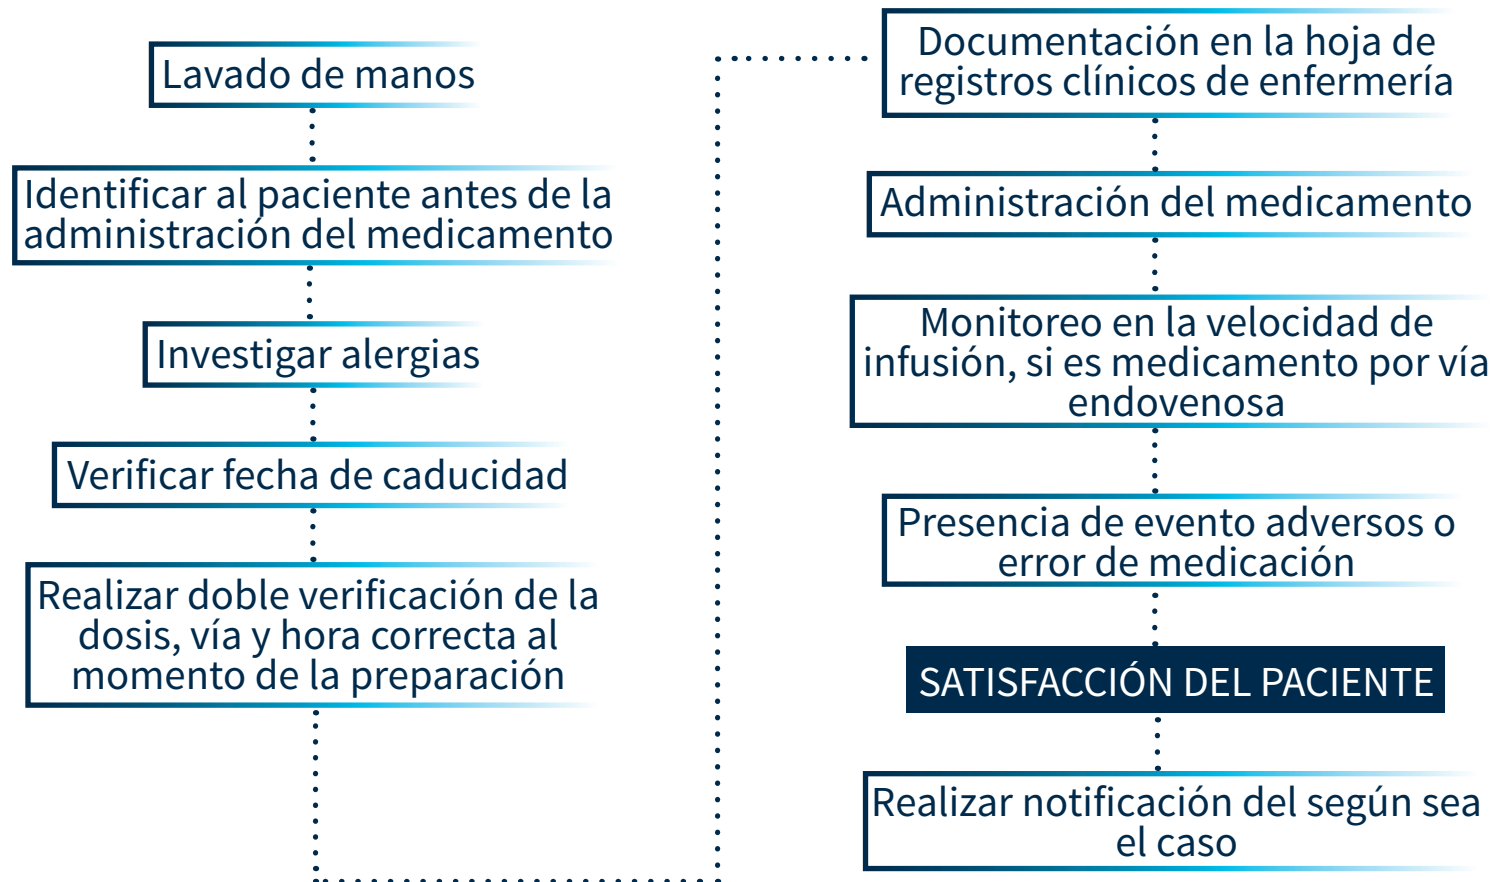 Lavado de manos
Identificar al paciente antes de la
administración del medicamento
Investigar alergias
Verificar fecha de caducidad
Realizar doble verificación de la
dosis, vía y hora correcta al
momento de la preparación
Documentación en la hoja de
registros clínicos de enfermería
Administración del medicamento
Monitoreo en la velocidad de
infusión, si es medicamento por vía
endovenosa
Presencia de evento adversos o
error de medicación
SATISFACCIÓN DEL PACIENTE
Realizar notificación del según sea
el caso